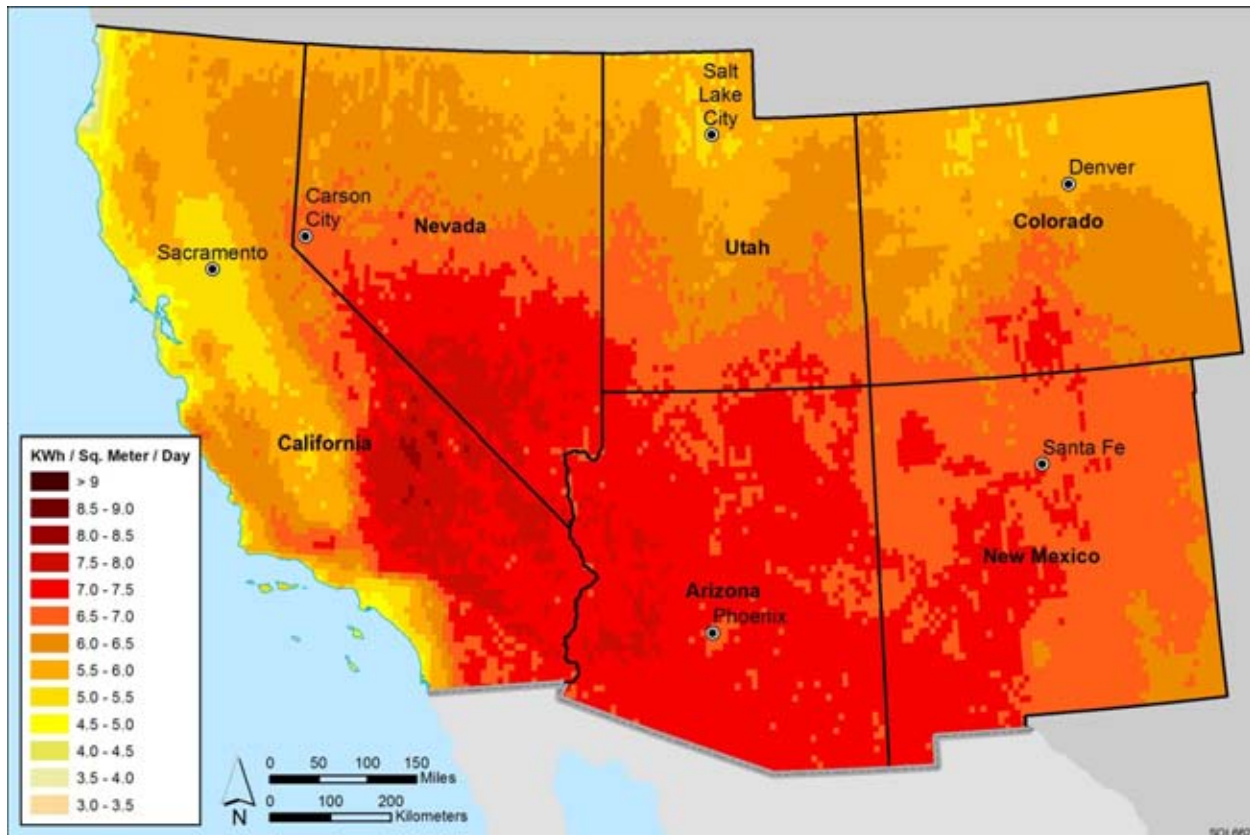 Salt
Lake
City
Denver
Carson
City
Nevada
Colorado
Utah
Sacramento
California
Santa Fe
New Mexico
Arizona
Phoenix
KWh / Sq. Meter / Day
> 9
8.5 - 9.0
8.0 - 8.5
7.5 - 8.0
7.0 - 7.5
6.5 - 7.0
6.0 - 6.5
5.5 - 6.0
5.0 - 5.5
4.5 - 5.0
4.0 - 4.5
3.5 - 4.0
3.0 - 3.5
N
0 50 100 150
Miles
0 100 200
Kilometers